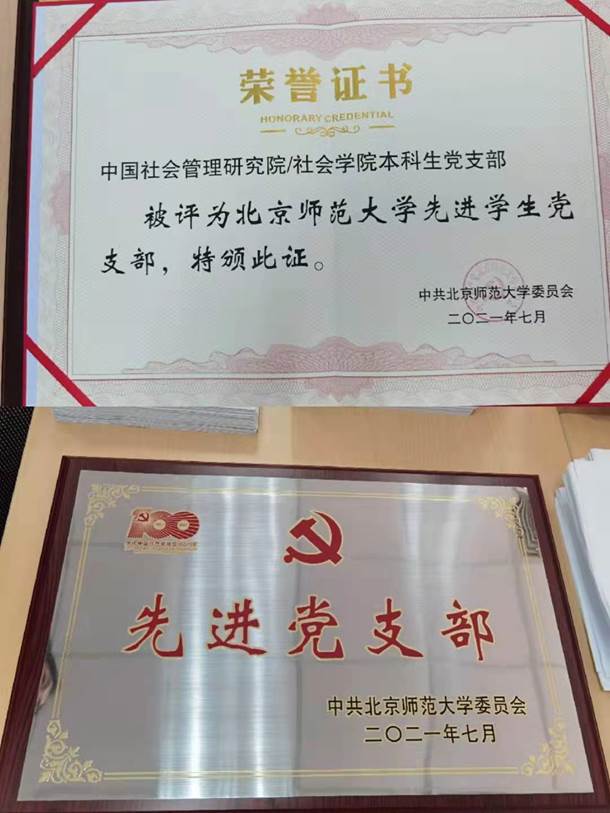 荣誉证书
HONORARY CREDENTIAL
中国社会管理研究院/社会学院本科生党支部
被评为北京师范大学先进学生党
支部，特颁此证。
中共北京师范大学委员会
二〇二一年七月
100
先进党支部
中共北京师范大学委员会
二〇二一年七月